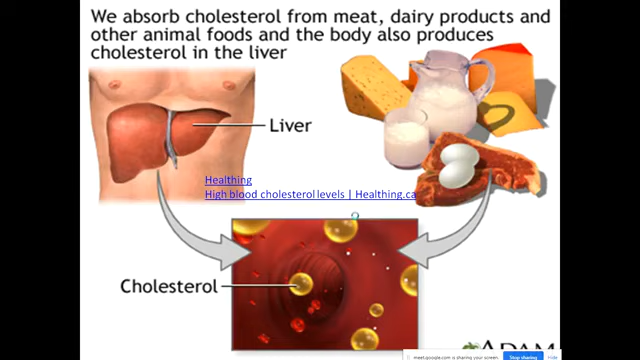 We absorb cholesterol from meat, dairy products and
other animal foods and the body also produces
cholesterol in the liver
Liver
Healthing
High blood cholesterol levels | Healthing.ca
Cholesterol
ADAM
meet.google.com is sharing your screen.
Stop sharing
Hide